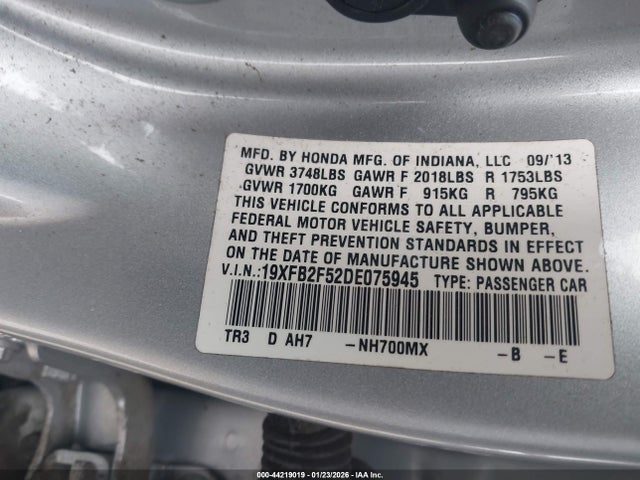 MFD. BY HONDA MFG. OF INDIANA, LLC 09/'13
GVWR 3748LBS GAWR F 2018LBS R 1753LBS
GVWR 1700KG GAWR F 915KG R 795KG
THIS VEHICLE CONFORMS TO ALL APPLICABLE
FEDERAL MOTOR VEHICLE SAFETY, BUMPER,
AND THEFT PREVENTION STANDARDS IN EFFECT
ON THE DATE OF MANUFACTURE SHOWN ABOVE.
V.I.N.:19XFB2F52DE075945 TYPE: PASSENGER CAR
TR3 D AH7 -NH700MX -B -E
000-44219019 - 01/23/2026 - IAA Inc.